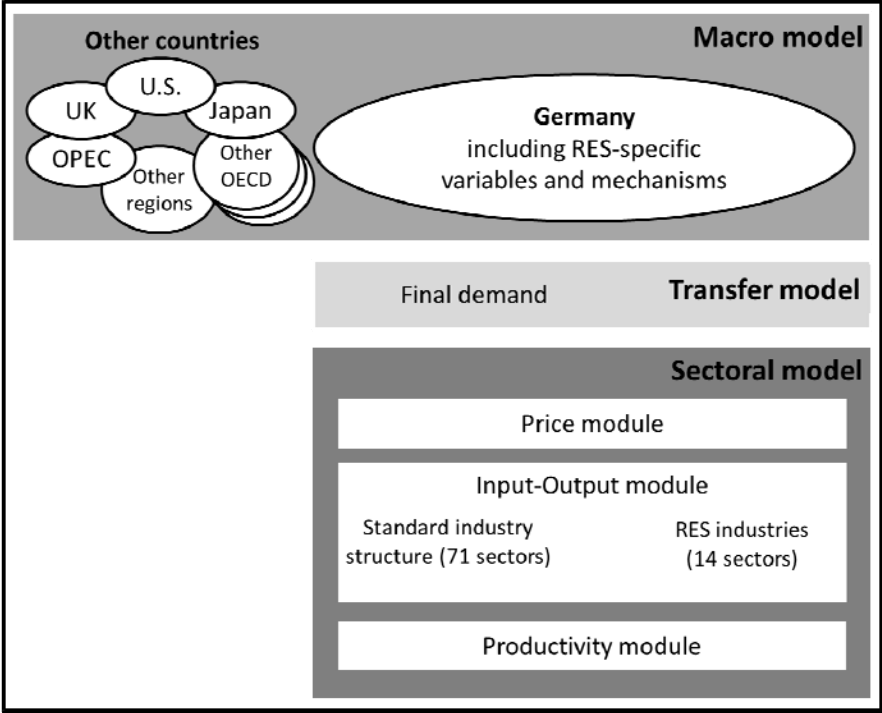 Other countries
Macro model
U.S.
UK
Japan
OPEC
Other
regions
Other
OECD
Germany
including RES-specific
variables and mechanisms
Final demand
Transfer model
Sectoral model
Price module
Input-Output module
Standard industry
structure (71 sectors)
RES industries
(14 sectors)
Productivity module